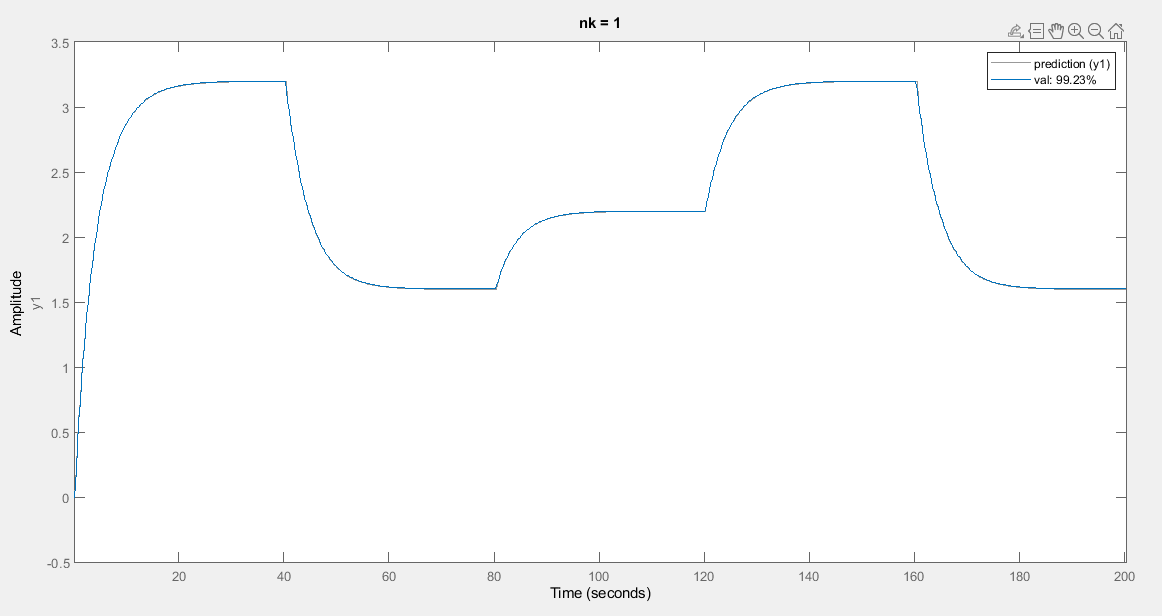 nk = 1
prediction (y1)
val: 99.23%
3.5
3
2.5
2
1.5
1
0.5
0
-0.5
Amplitude
y1
20 40 60 80 100 120 140 160 180 200
Time (seconds)